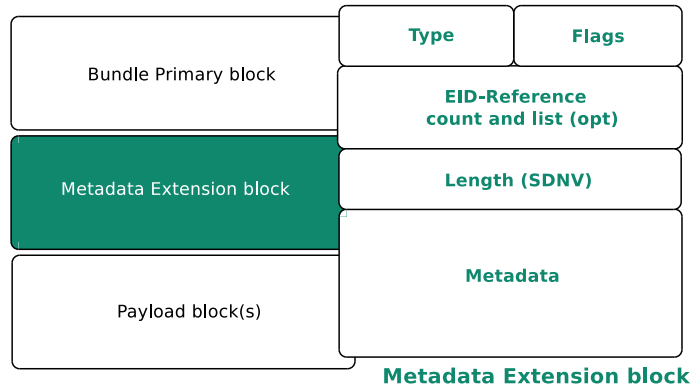 Bundle Primary block
Metadata Extension block
Payload block(s)
Type
Flags
EID-Reference
count and list (opt)
Length (SDNV)
Metadata
Metadata Extension block